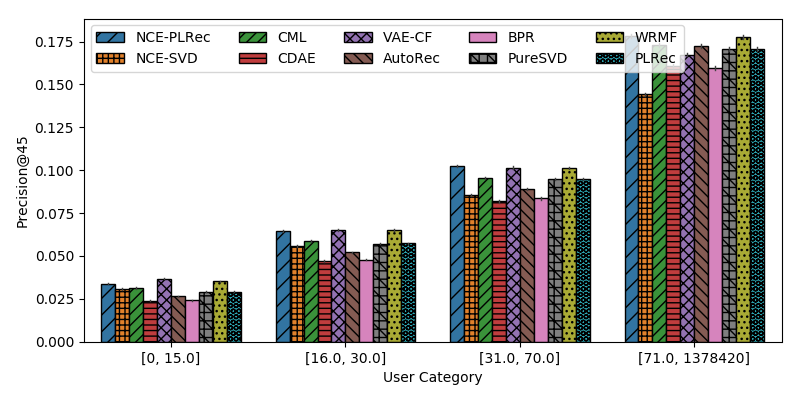 NCE-PLRec CML VAE-CF BPR WRMF
NCE-SVD CDAE AutoRec PureSVD PLRec
0.175
0.150
0.125
0.100
0.075
0.050
0.025
0.000
Precision@45
[0, 15.0] [16.0, 30.0] [31.0, 70.0] [71.0, 1378420]
User Category